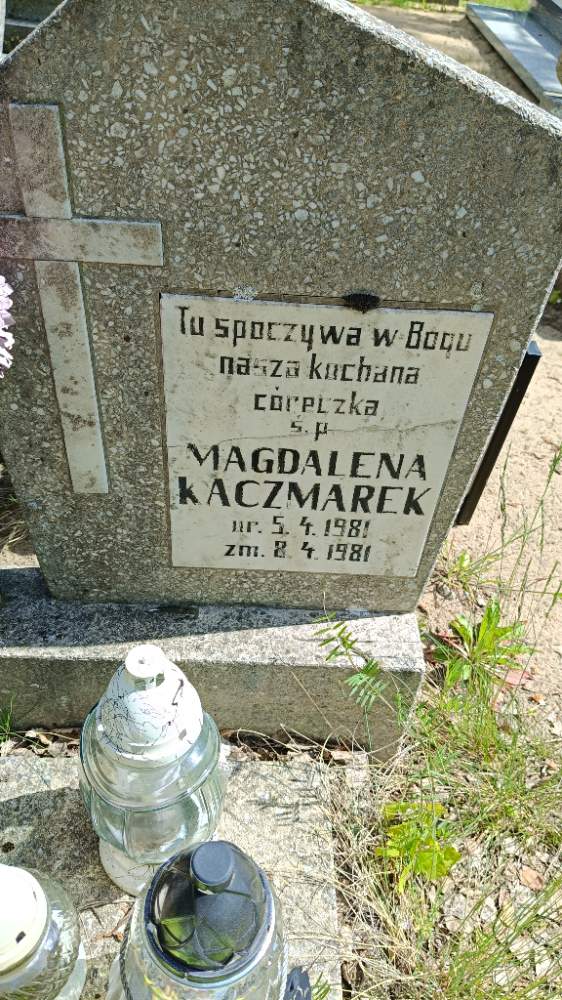 Tu spoczywa w Bogu
nasza kochana
córeczka
ś.p
MAGDALENA
KACZMAREK
ur. 5. 4. 1981
zm. 8. 4. 1981